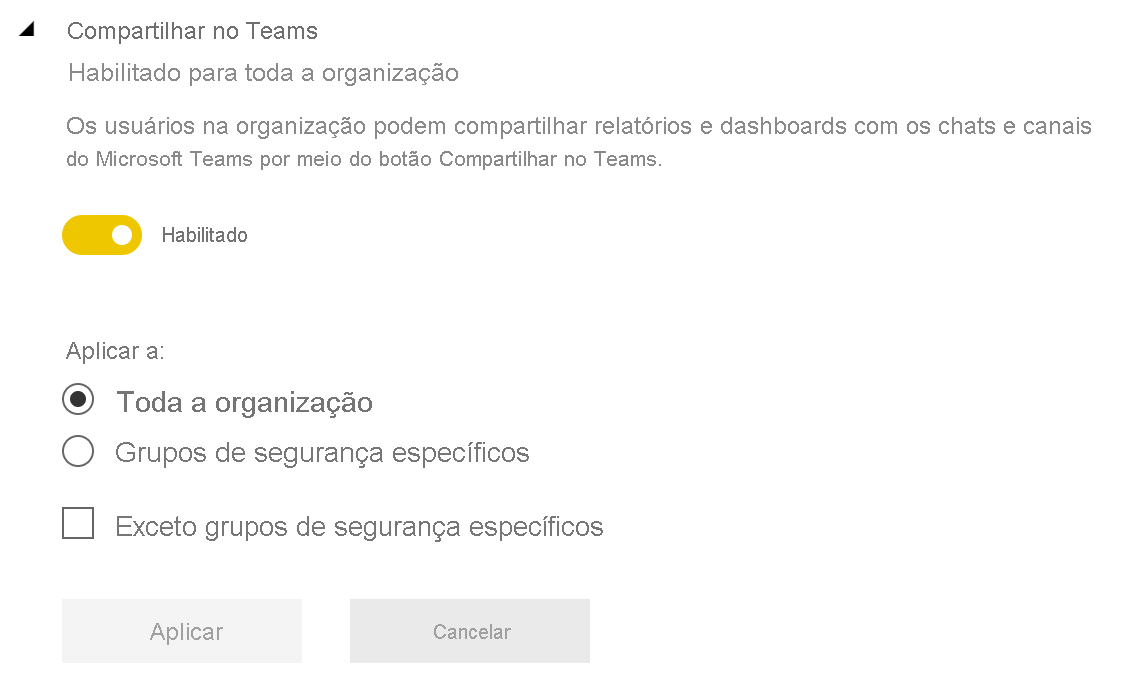 Compartilhar no Teams
Habilitado para toda a organização
Os usuários na organização podem compartilhar relatórios e dashboards com os chats e canais
do Microsoft Teams por meio do botão Compartilhar no Teams.
Habilitado
Aplicar a:
Toda a organização
Grupos de segurança específicos
Exceto grupos de segurança específicos
Aplicar
Cancelar